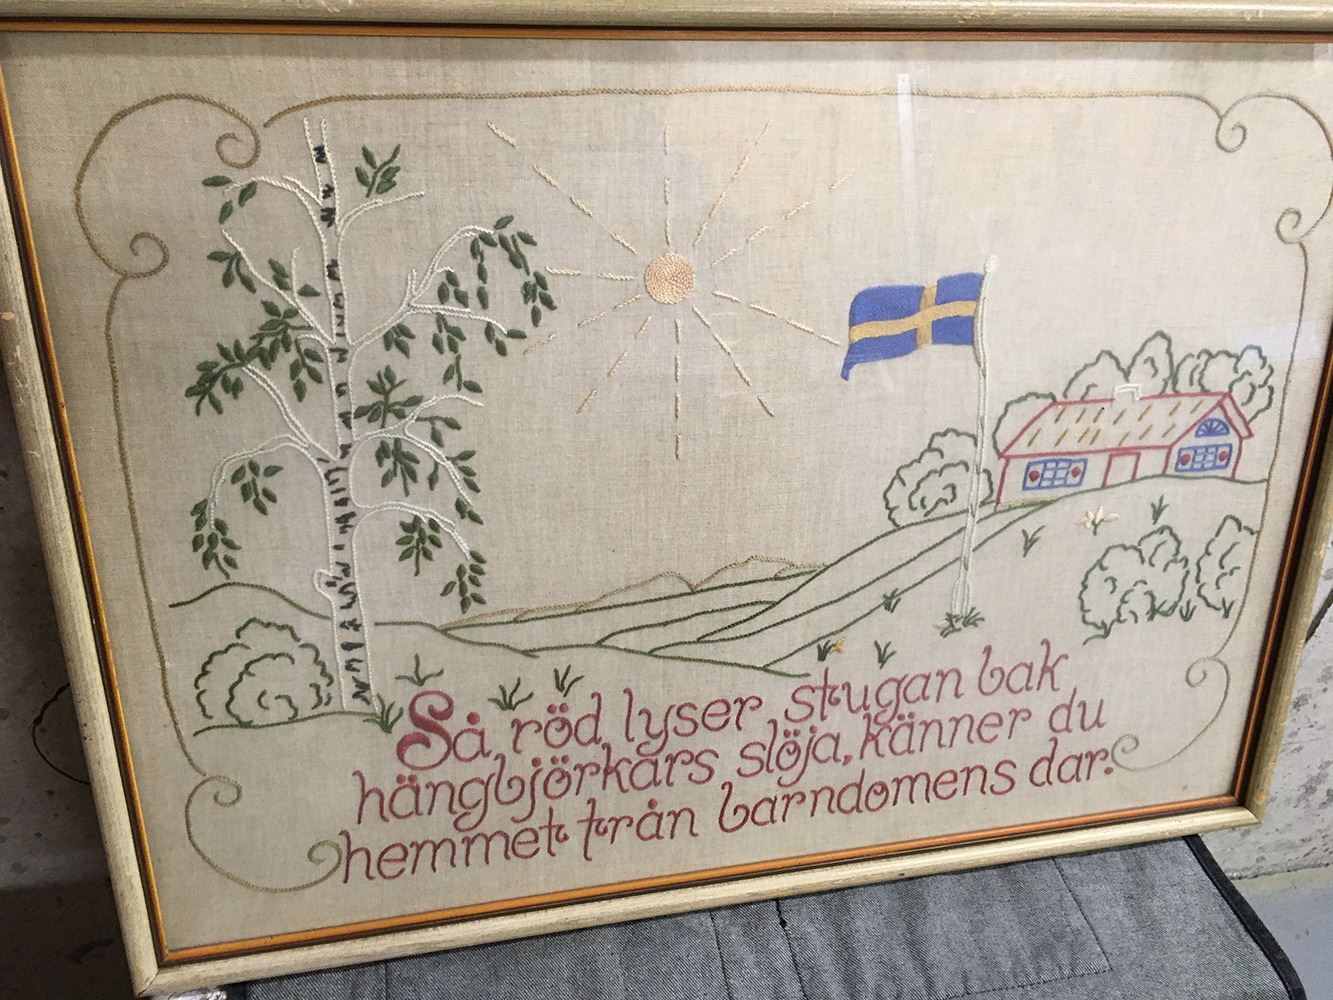 Så röd lyser stugan bak
hängbjörkars slöja, känner du
hemmet från barndomens dar.